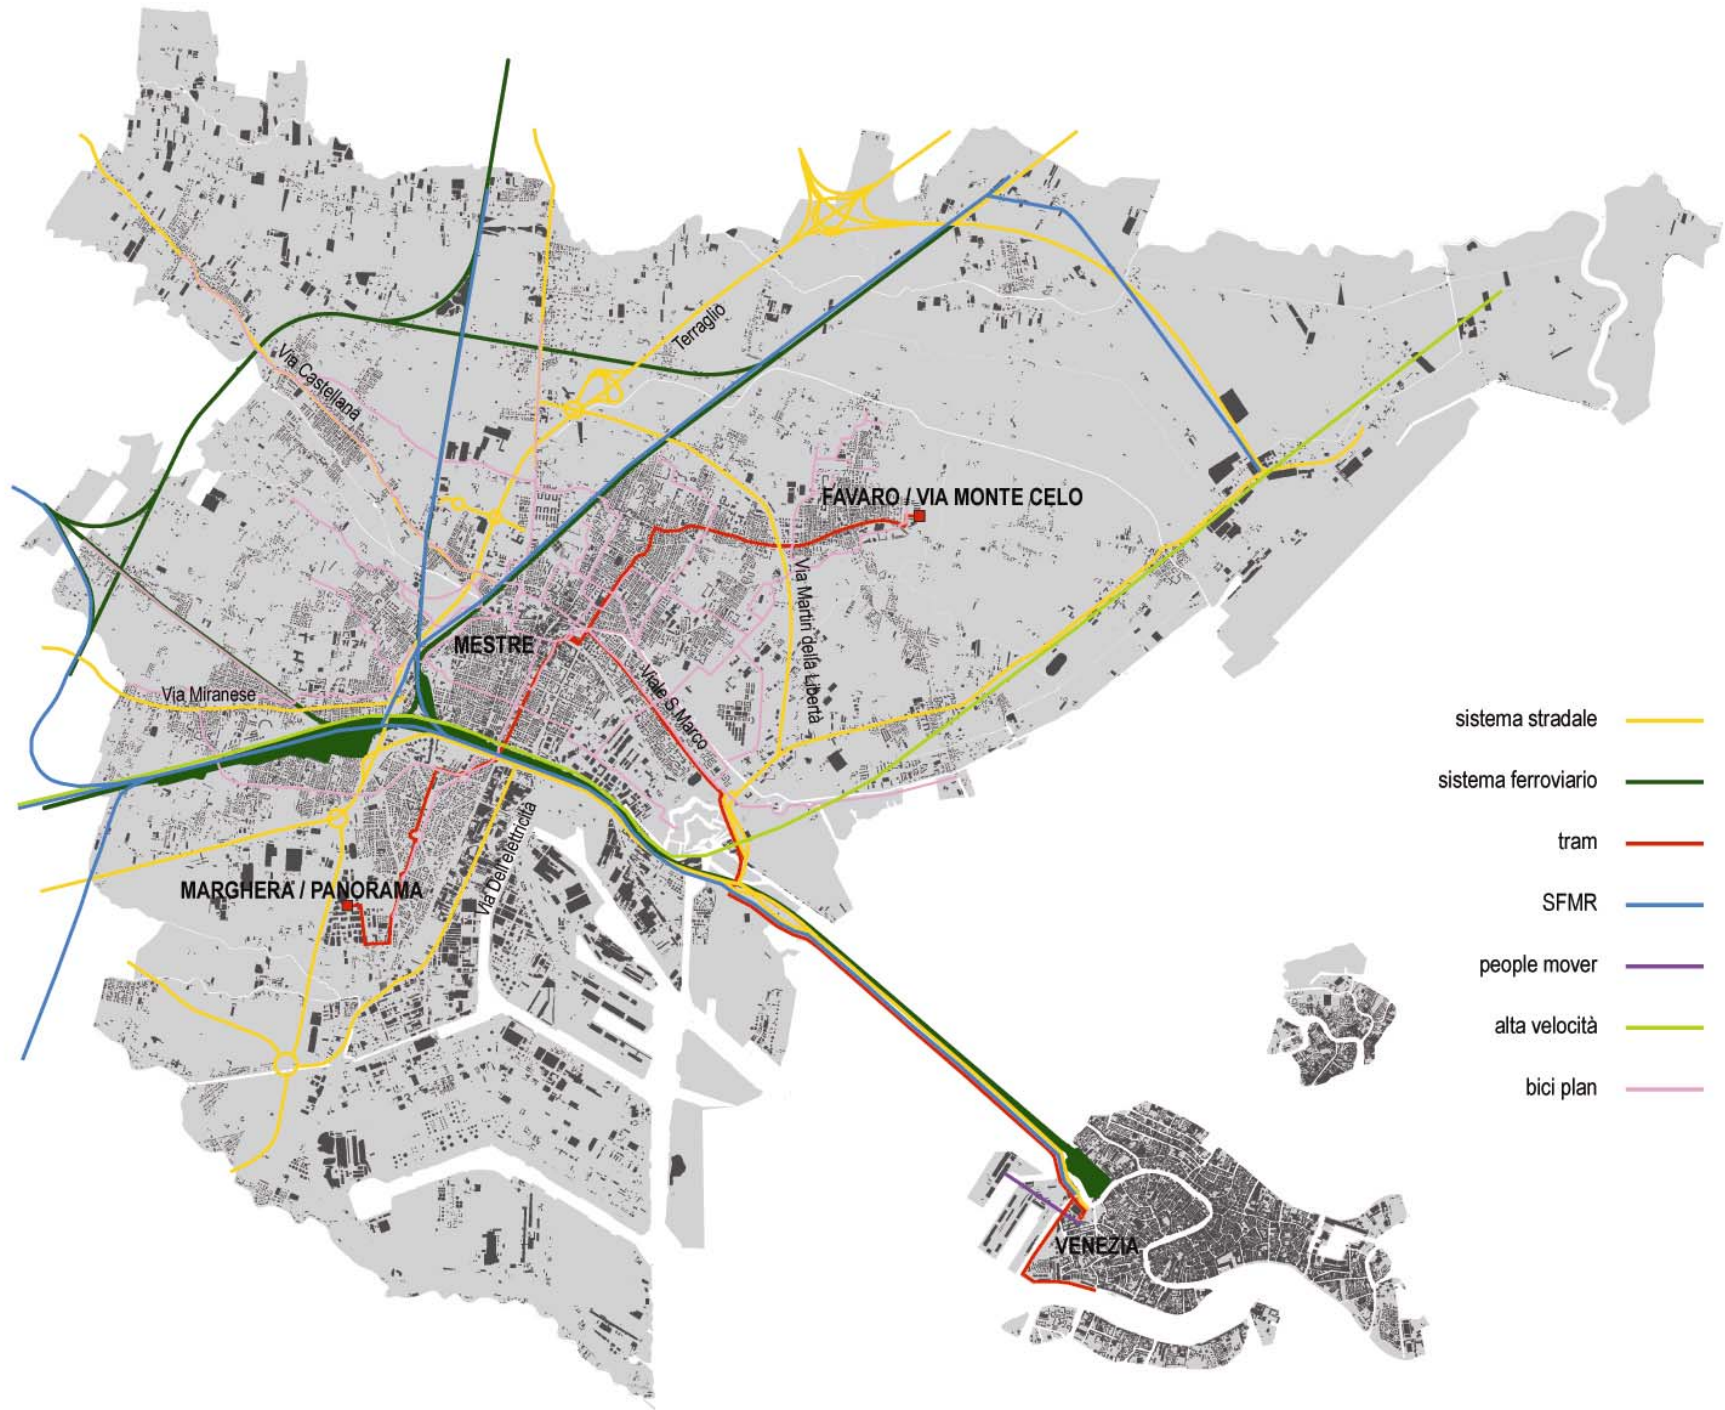 Terraglio
Via Castellana
FAVARO / VIA MONTE CELO
Via Martiri della Libertà
MESTRE
Viale S.Marco
Via Miranese
Via Dell'elettricità
MARGHERA / PANORAMA
VENEZIA
sistema stradale
sistema ferroviario
tram
SFMR
people mover
alta velocità
bici plan